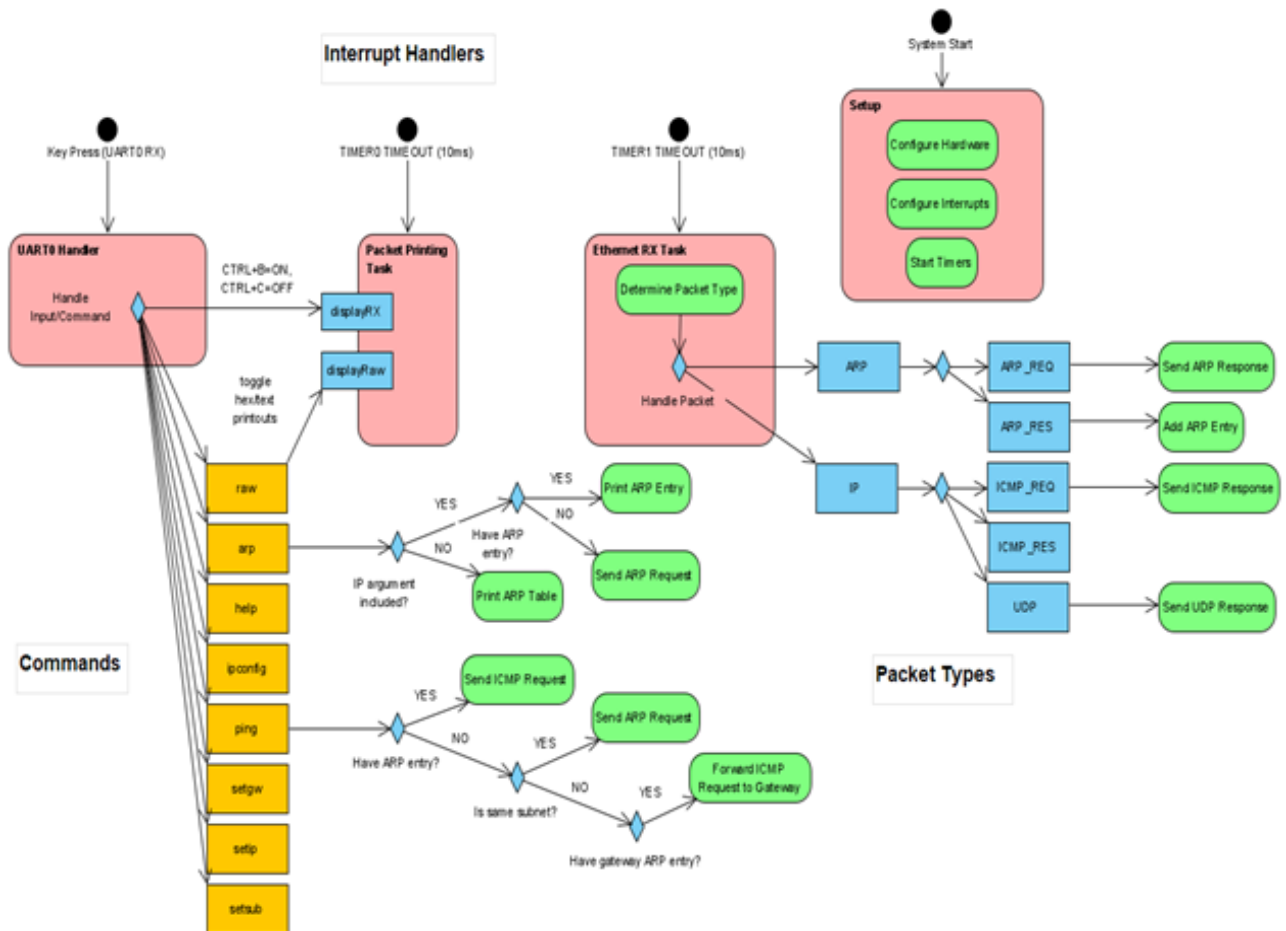 System Start
Interrupt Handlers
Setup
Configure Hardware
Configure Interrupts
Start Timers
Key Press (UART0 RX)
TIMER0 TIMEOUT (10ms)
TIMER1 TIMEOUT (10ms)
UART0 Handler
Handle
Input/Command
CTRL+B=ON,
CTRL+C=OFF
Packet Printing
Task
displayRX
displayRaw
toggle
hex/text
printouts
Ethernet RX Task
Determine Packet Type
Handle Packet
ARP
ARP_REQ
Send ARP Response
ARP_RES
Add ARP Entry
IP
ICMP_REQ
Send ICMP Response
ICMP_RES
UDP
Send UDP Response
Packet Types
Commands
raw
arp
help
ipconfig
ping
setgw
setip
setsub
IP argument
included?
YES
NO
Print ARP Table
Have ARP
entry?
YES
Print ARP Entry
NO
Send ARP Request
Have ARP entry?
YES
Send ICMP Request
NO
Is same subnet?
YES
Send ARP Request
NO
Have gateway ARP entry?
YES
Forward ICMP
Request to Gateway